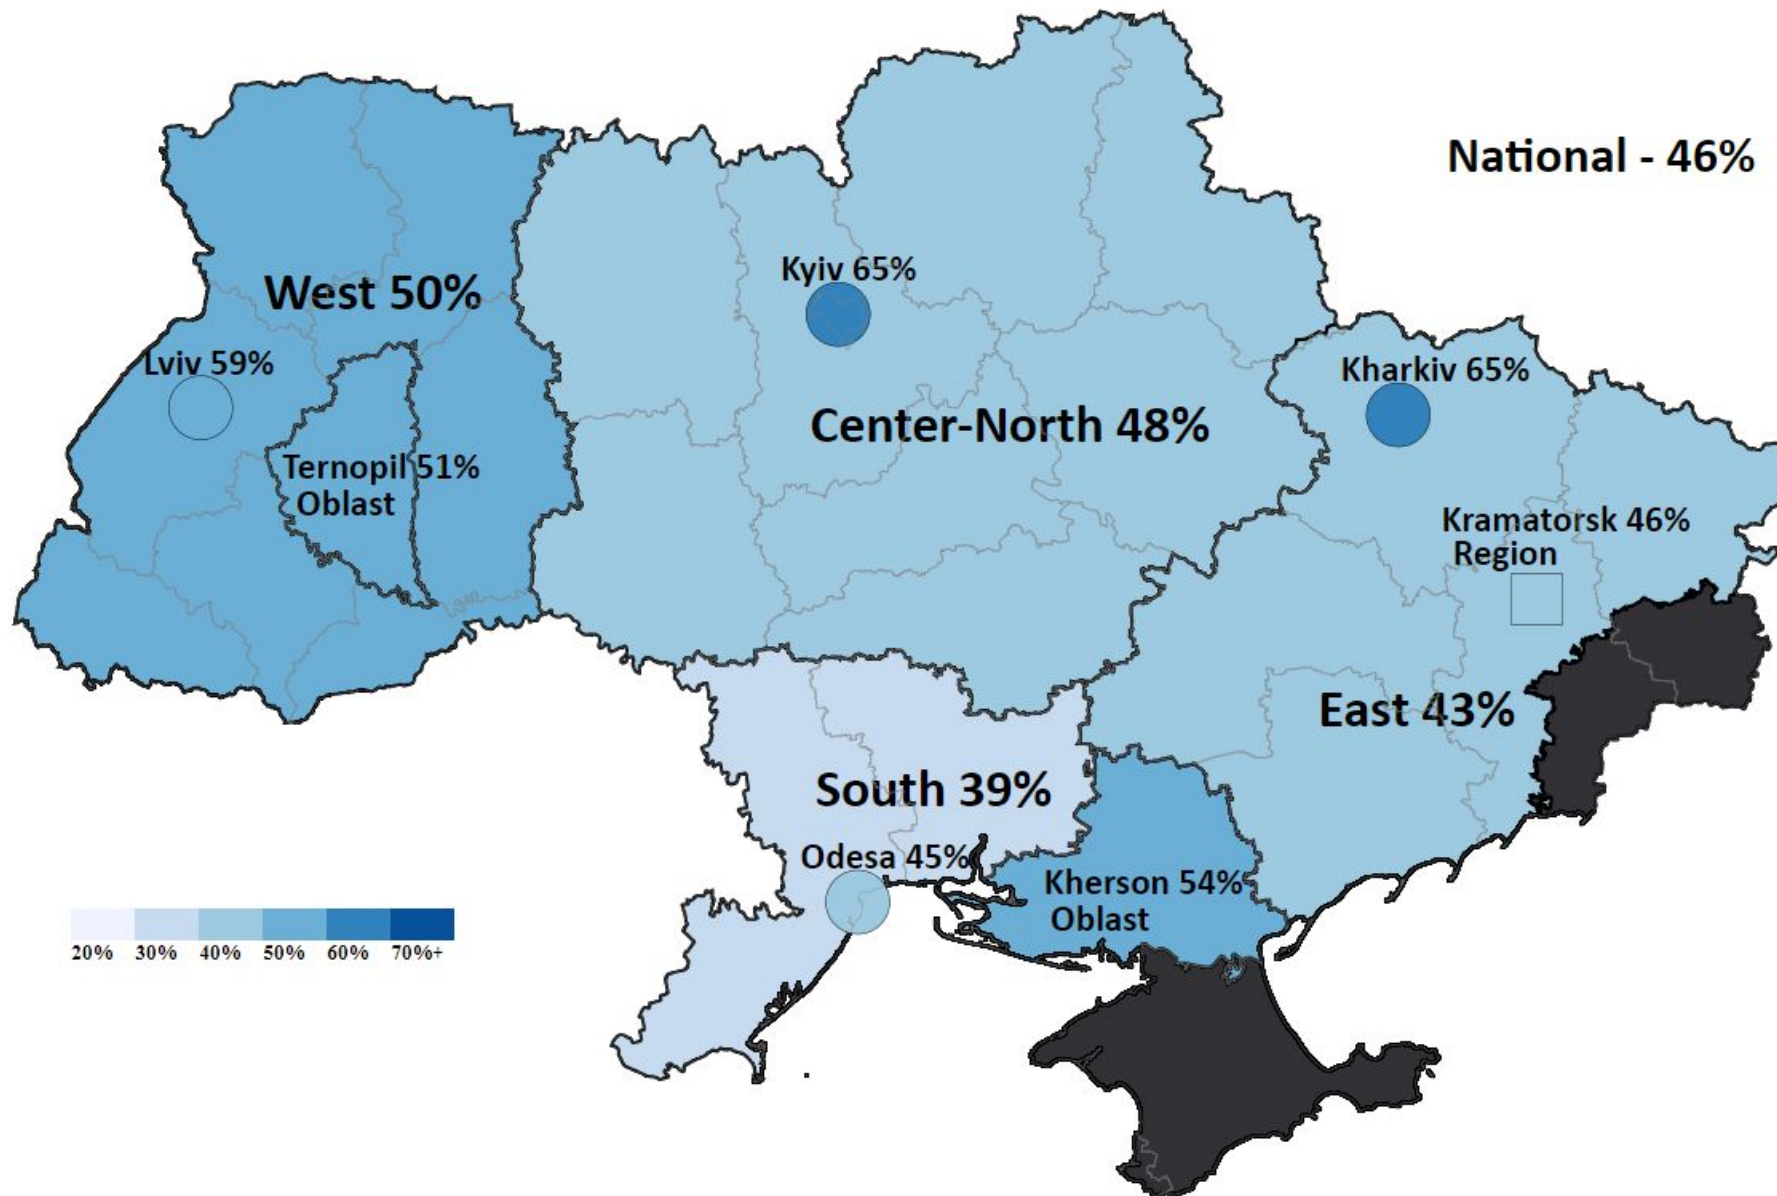 National - 46%
Kyiv 65%
West 50%
Lviv 59%
Kharkiv 65%
Center-North 48%
Ternopil 51%
Oblast
Kramatorsk 46%
Region
East 43%
South 39%
Odesa 45%
Kherson 54%
Oblast
20% 30% 40% 50% 60% 70%+